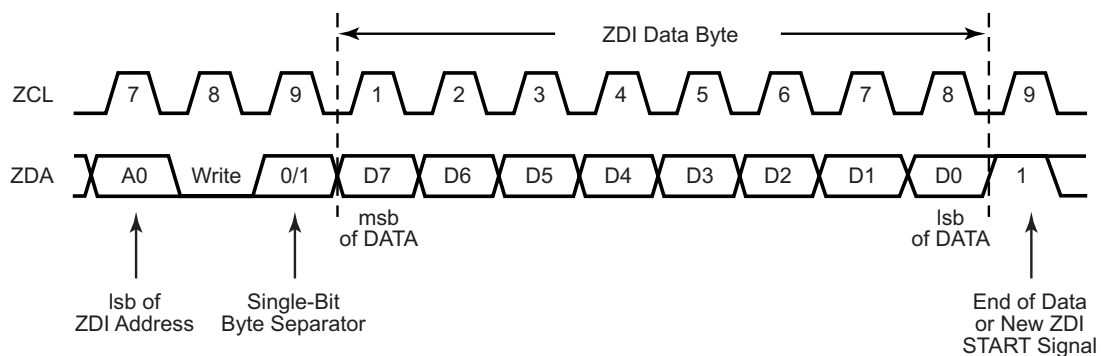 ZDI Data Byte
ZCL 7 8 9 1 2 3 4 5 6 7 8 9
ZDA A0 Write 0/1 D7 D6 D5 D4 D3 D2 D1 D0 1
msb
of DATA
lsb
of DATA
lsb of
ZDI Address
Single-Bit
Byte Separator
End of Data
or New ZDI
START Signal